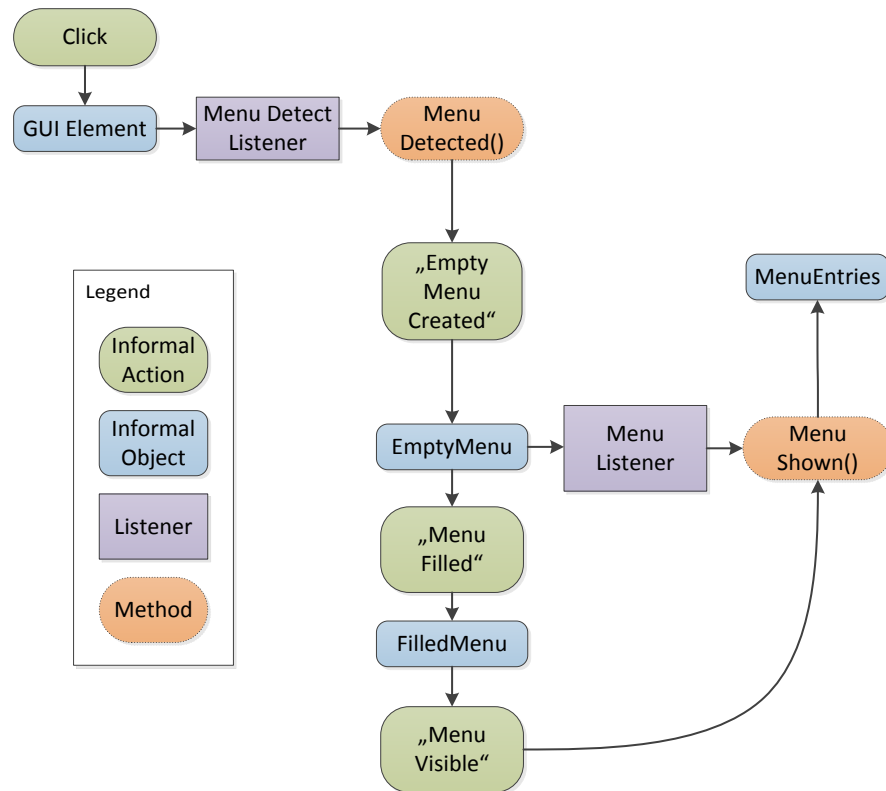 Click
GUI Element
Menu Detect
Listener
Menu
Detected()
„Empty
Menu
Created“
MenuEntries
Legend
Informal
Action
Informal
Object
Listener
Method
EmptyMenu
Menu
Listener
Menu
Shown()
„Menu
Filled“
FilledMenu
„Menu
Visible“